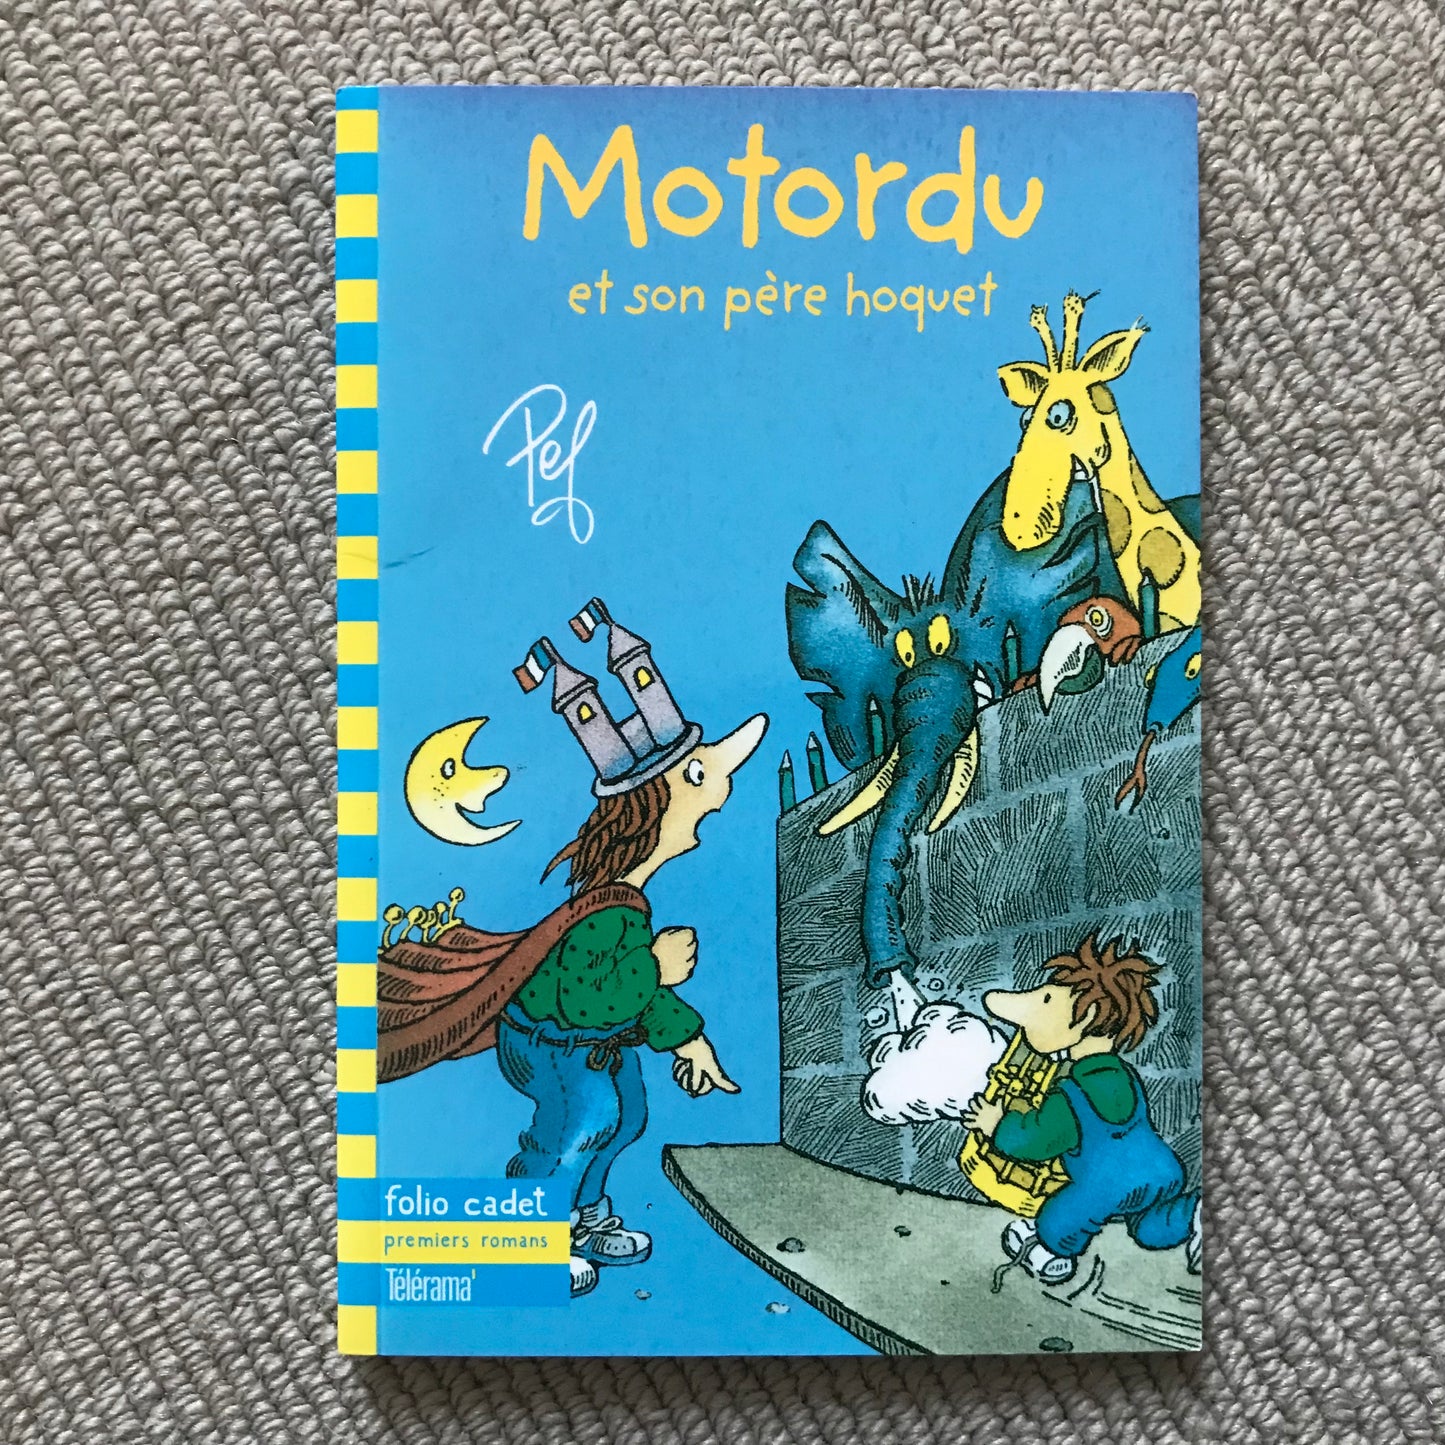 Motordu
et son père hoquet
Pef
folio cadet
premiers romans
Télérama'